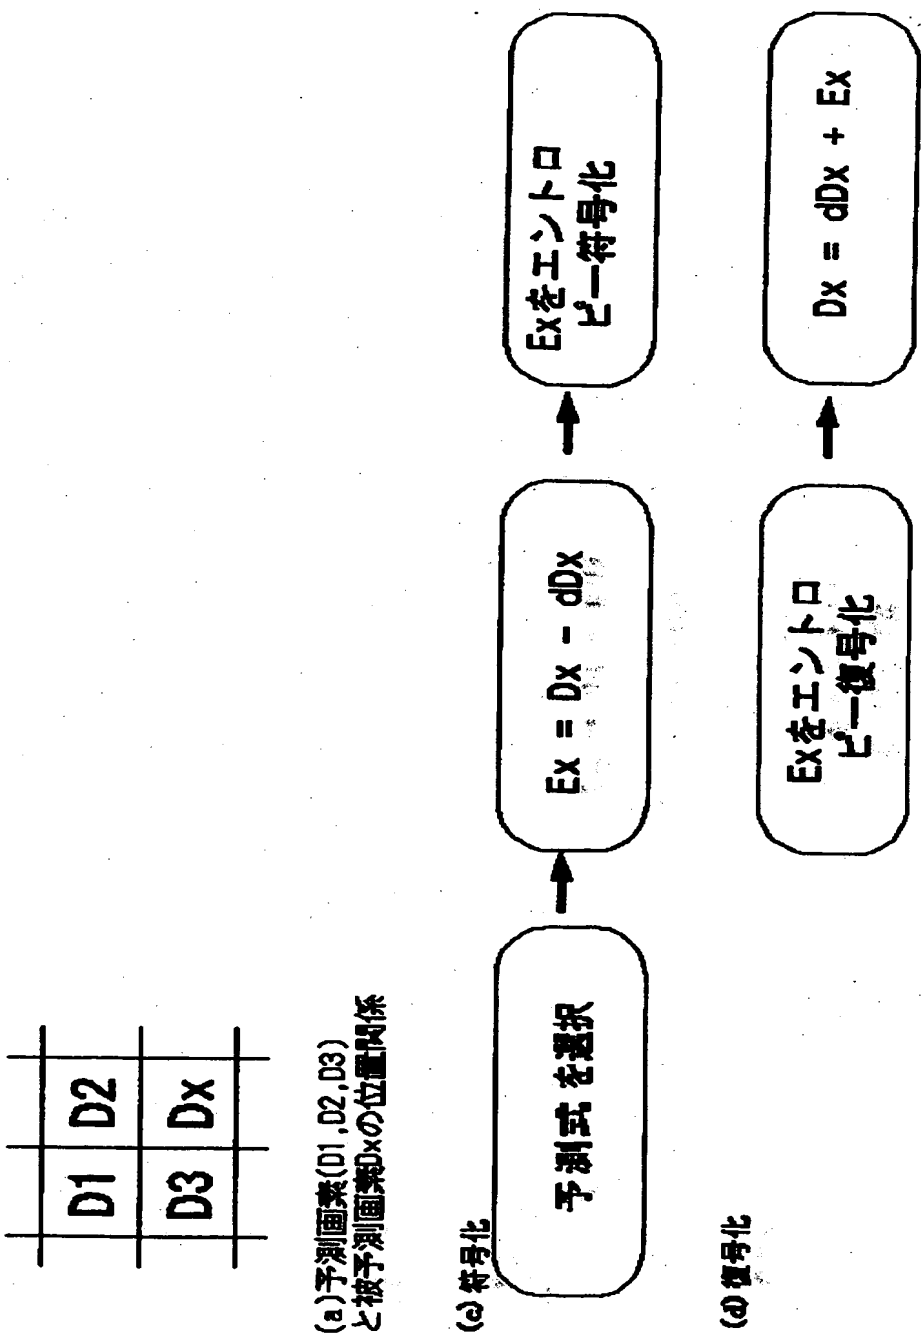 D1 D2
D3 Dx
(a)予測画素(D1,D2,D3)
と被予測画素Dxの位置関係
(c)符号化
予測式を選択
Ex = Dx - dDx
Exをエントロ
ピー符号化
(d)復号化
Exをエントロ
ピー復号化
Dx = dDx + Ex